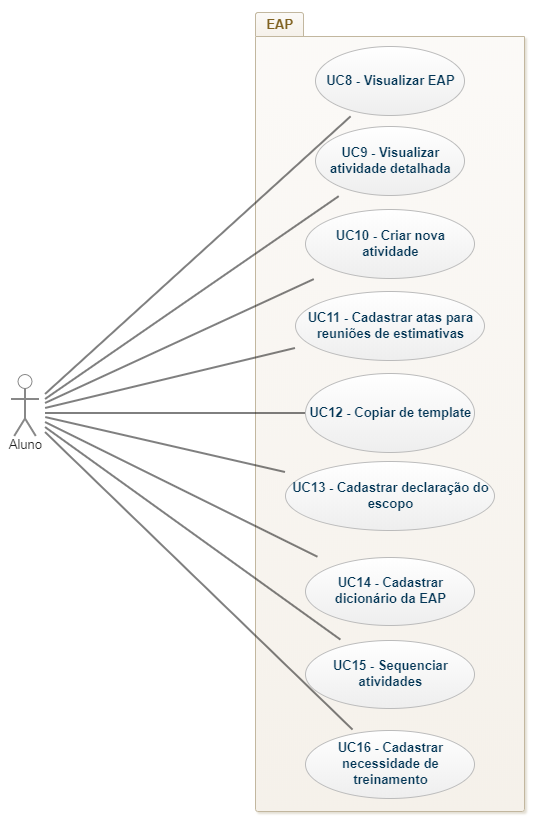 EAP
UC8 - Visualizar EAP
UC9 - Visualizar
atividade detalhada
UC10 - Criar nova
atividade
UC11 - Cadastrar atas para
reuniões de estimativas
Aluno
UC12 - Copiar de template
UC13 - Cadastrar declaração do
escopo
UC14 - Cadastrar
dicionário da EAP
UC15 - Sequenciar
atividades
UC16 - Cadastrar
necessidade de
treinamento